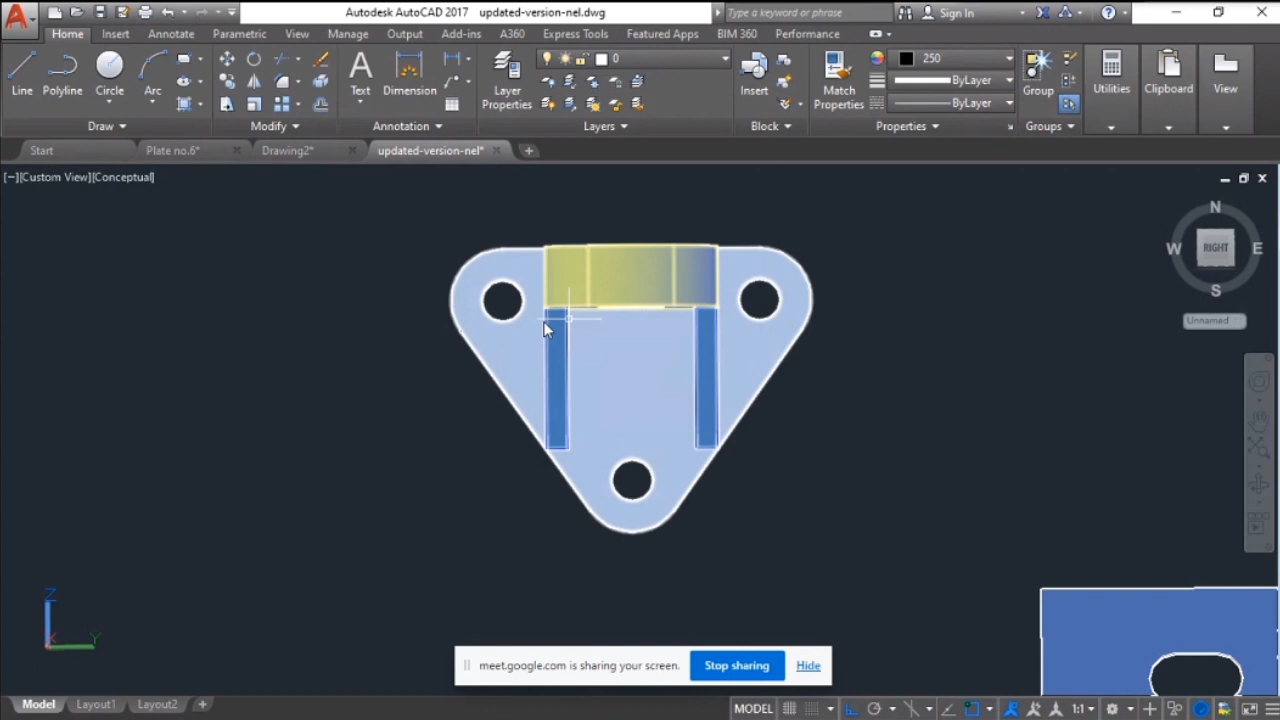 Autodesk AutoCAD 2017 updated-version-nel.dwg
Type a keyword or phrase
Sign In
Home Insert Annotate Parametric View Manage Output Add-ins A360 Express Tools Featured Apps BIM 360 Performance
Line Polyline Circle Arc
Text Dimension
Layer Properties
0
Insert
Match Properties
250
ByLayer
ByLayer
Group
Utilities
Clipboard
View
Draw Modify Annotation Layers Block Properties Groups
Start Plate no.6* Drawing2* updated-version-nel*
[−][Custom View][Conceptual]
N
W RIGHT E
S
Unnamed
Z
X Y
meet.google.com is sharing your screen. Stop sharing Hide
Model Layout1 Layout2
MODEL 1:1